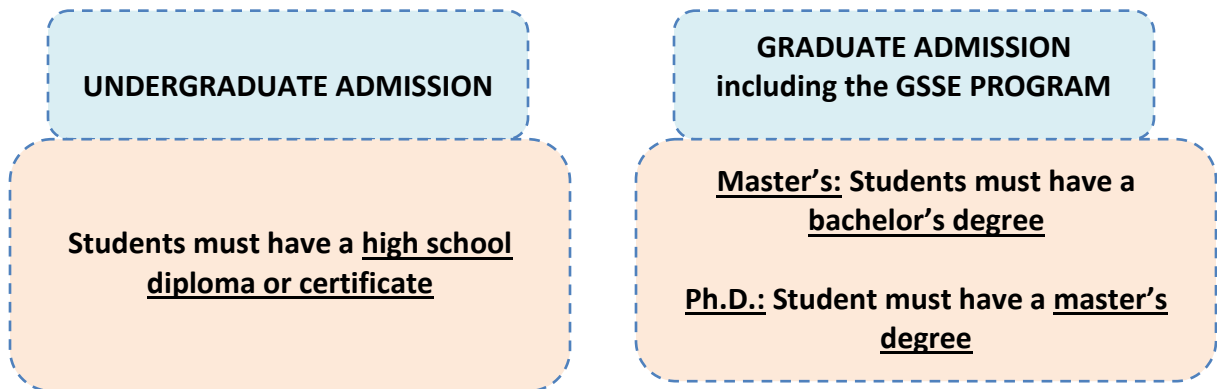 UNDERGRADUATE ADMISSION
Students must have a high school
diploma or certificate
GRADUATE ADMISSION
including the GSSE PROGRAM
Master’s: Students must have a
bachelor’s degree
Ph.D.: Student must have a master’s
degree